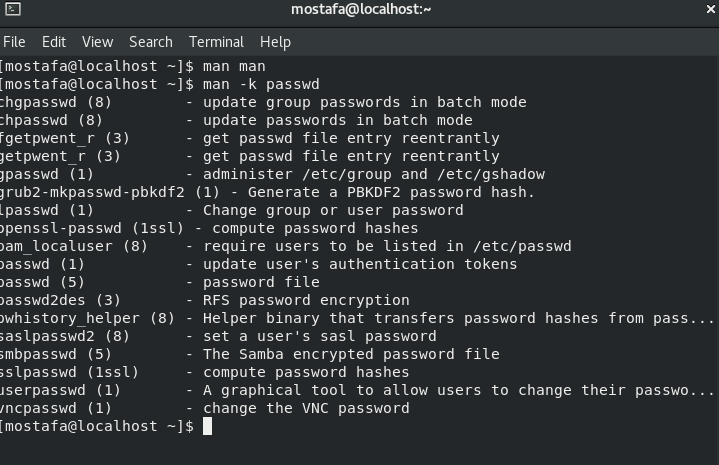 mostafa@localhost:~
File Edit View Search Terminal Help
[mostafa@localhost ~]$ man man
[mostafa@localhost ~]$ man -k passwd
chgpasswd (8) - update group passwords in batch mode
chpasswd (8) - update passwords in batch mode
fgetpwent_r (3) - get passwd file entry reentrantly
getpwent_r (3) - get passwd file entry reentrantly
gpasswd (1) - administer /etc/group and /etc/gshadow
grub2-mkpasswd-pbkdf2 (1) - Generate a PBKDF2 password hash.
lpasswd (1) - Change group or user password
openssl-passwd (1ssl) - compute password hashes
pam_localuser (8) - require users to be listed in /etc/passwd
passwd (1) - update user's authentication tokens
passwd (5) - password file
passwd2des (3) - RFS password encryption
pwhistory_helper (8) - Helper binary that transfers password hashes from pass...
saslpasswd2 (8) - set a user's sasl password
smbpasswd (5) - The Samba encrypted password file
sslpasswd (1ssl) - compute password hashes
userpasswd (1) - A graphical tool to allow users to change their passwo...
vncpasswd (1) - change the VNC password
[mostafa@localhost ~]$